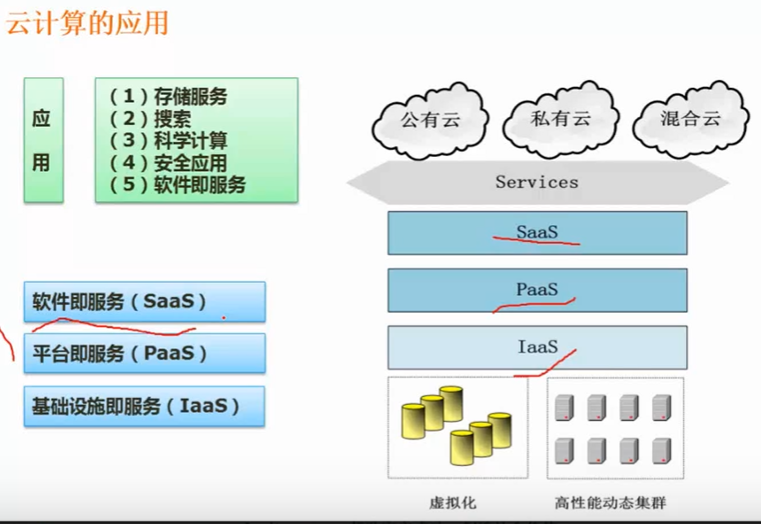 云计算的应用
应
用
（1）存储服务
（2）搜索
（3）科学计算
（4）安全应用
（5）软件即服务
软件即服务（SaaS）
平台即服务（PaaS）
基础设施即服务（IaaS）
公有云
私有云
混合云
Services
SaaS
PaaS
IaaS
虚拟化
高性能动态集群